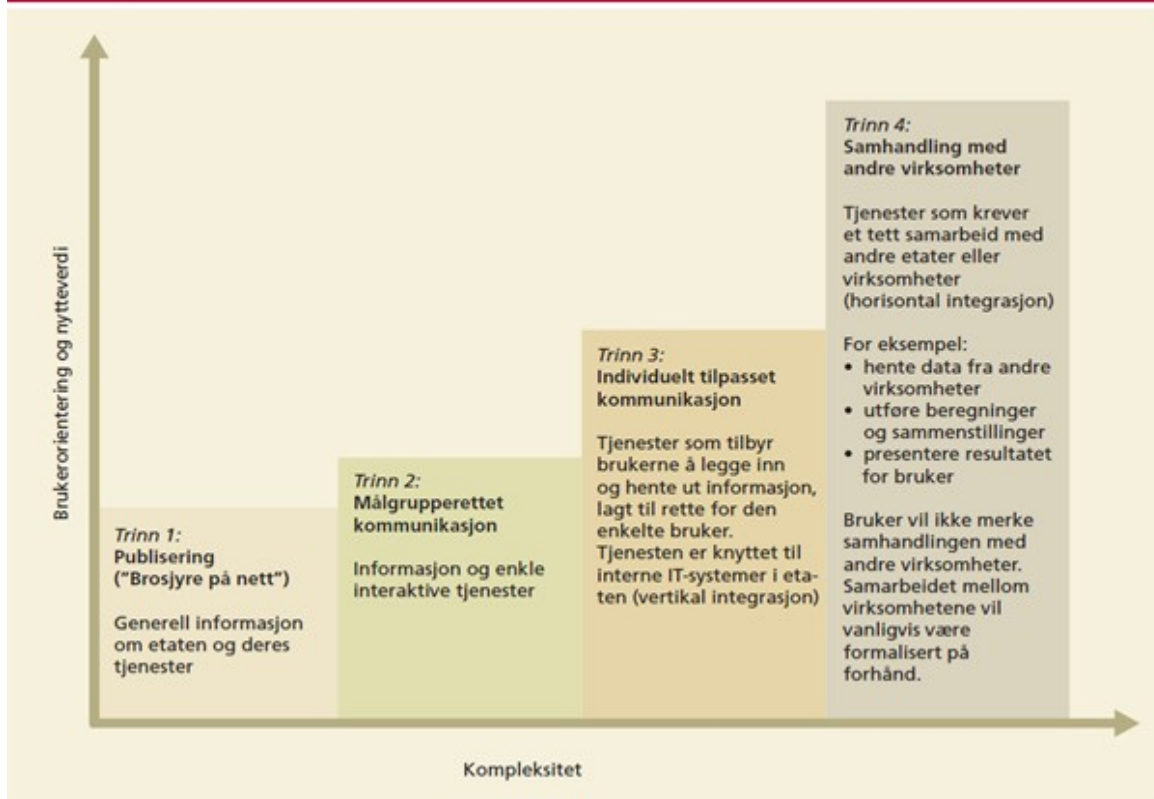 Brukerorientering og nytteverdi
Trinn 1:
Publisering
("Brosjyre på nett")
Generell informasjon
om etaten og deres
tjenester
Trinn 2:
Målgrupperettet
kommunikasjon
Informasjon og enkle
interaktive tjenester
Trinn 3:
Individuelt tilpasset
kommunikasjon
Tjenester som tilbyr
brukerne å legge inn
og hente ut informasjon,
lagt til rette for den
enkelte bruker.
Tjenesten er knyttet til
interne IT-systemer i eta-
ten (vertikal integrasjon)
Trinn 4:
Samhandling med
andre virksomheter
Tjenester som krever
et tett samarbeid med
andre etater eller
virksomheter
(horisontal integrasjon)
For eksempel:
• hente data fra andre
virksomheter
• utføre beregninger
og sammenstillinger
• presentere resultatet
for bruker
Bruker vil ikke merke
samhandlingen med
andre virksomheter.
Samarbeidet mellom
virksomhetene vil
vanligvis være
formalisert på
forhånd.
Kompleksitet